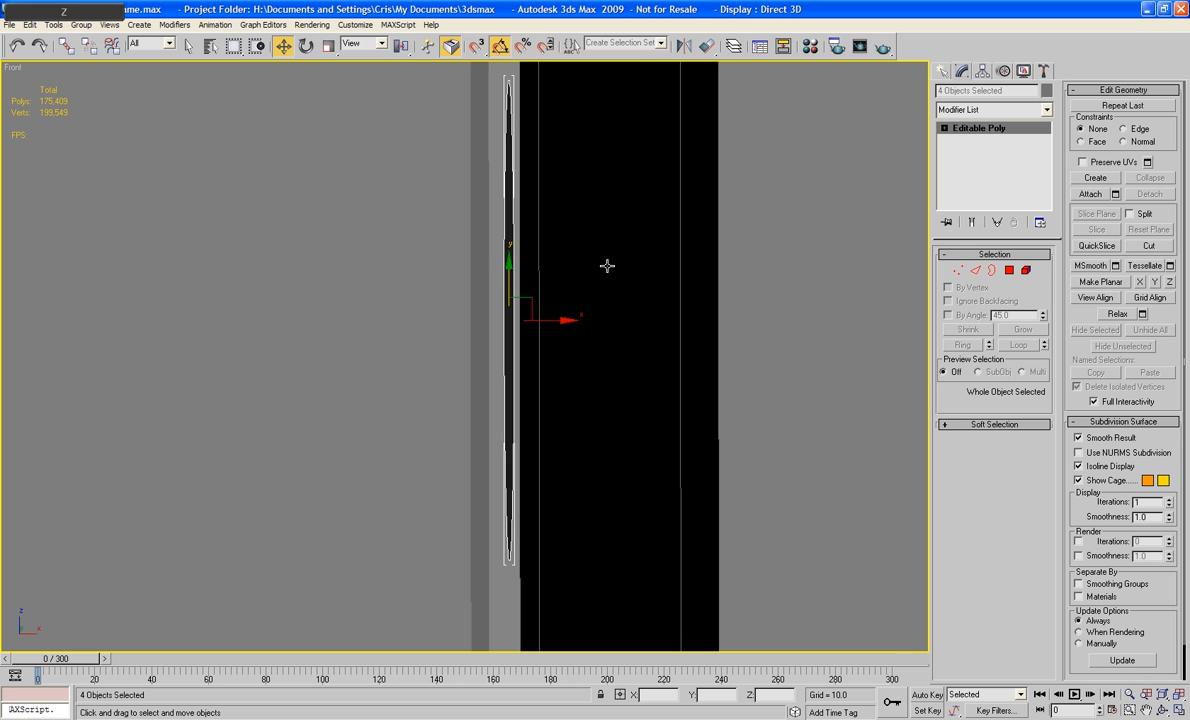 Z
ame.max - Project Folder: H:\Documents and Settings\Cris\My Documents\3dsmax - Autodesk 3ds Max 2009 - Not for Resale - Display : Direct 3D
File Edit Tools Group Views Create Modifiers Animation Graph Editors Rendering Customize MAXScript Help
All View Create Selection Set
Front
Total
Polys: 175,409
Verts: 199,549
FPS:
y
x
z
x
4 Objects Selected
Modifier List
Editable Poly
Selection
By Vertex
Ignore Backfacing
By Angle: 45.0
Shrink Grow
Ring Loop
Preview Selection
Off SubObj Multi
Whole Object Selected
Soft Selection
Edit Geometry
Repeat Last
Constraints
None Edge
Face Normal
Preserve UVs
Create Collapse
Attach Detach
Slice Plane Split
Slice Reset Plane
QuickSlice Cut
MSmooth Tessellate
Make Planar X Y Z
View Align Grid Align
Relax
Hide Selected Unhide All
Hide Unselected
Named Selections:
Copy Paste
Delete Isolated Vertices
Full Interactivity
Subdivision Surface
Smooth Result
Use NURMS Subdivision
Isoline Display
Show Cage......
Display
Iterations: 1
Smoothness: 1.0
Render
Iterations: 0
Smoothness: 1.0
Separate By
Smoothing Groups
Materials
Update Options
Always
When Rendering
Manually
Update
0 / 300
0 20 40 60 80 100 120 140 160 180 200 220 240 260 280 300
4 Objects Selected X: Y: Z: Grid = 10.0 Auto Key Selected
AXScript. Click and drag to select and move objects Add Time Tag Set Key Key Filters... 0